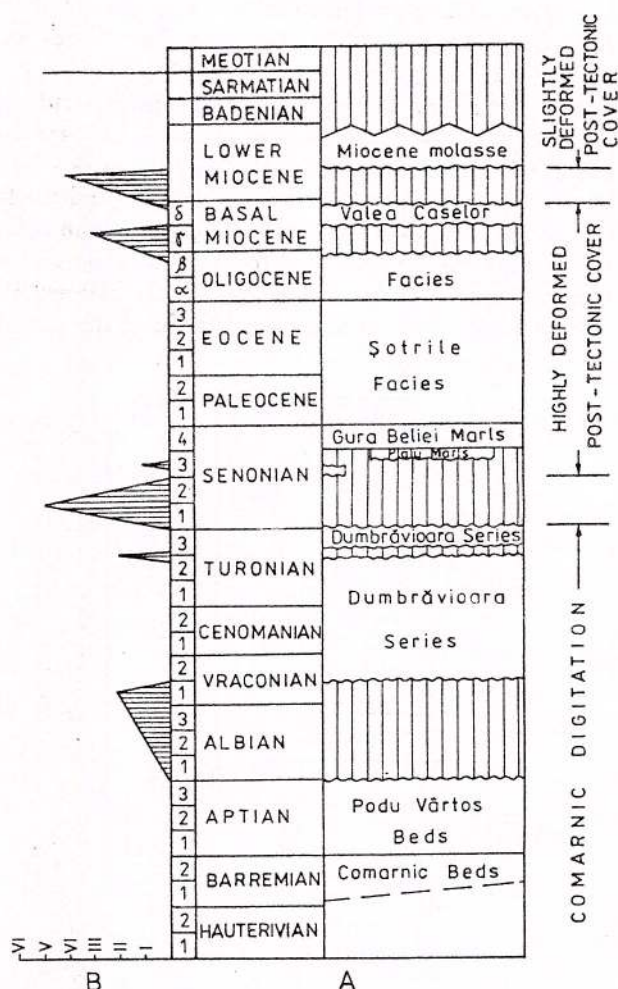 MEOTIAN
SARMATIAN
BADENIAN
LOWER
MIOCENE
Miocene molasse
δ
BASAL
Valea Caselor
γ
MIOCENE
β
OLIGOCENE
Facies
α
3
2
EOCENE
1
Şotrile
Facies
2
PALEOCENE
1
4
Gura Beliei Marls
3
SENONIAN
Plaiu Marls
2
1
3
Dumbrăvioara Series
2
TURONIAN
1
Dumbrăvioara
Series
2
CENOMANIAN
1
2
VRACONIAN
1
3
2
ALBIAN
1
3
2
APTIAN
1
Podu Vârtos
Beds
2
BARREMIAN
1
Comarnic Beds
2
HAUTERIVIAN
1
SLIGHTLY
DEFORMED
POST-TECTONIC
COVER
HIGHLY DEFORMED
POST-TECTONIC COVER
COMARNIC DIGITATION
VI V VI III II I
B A